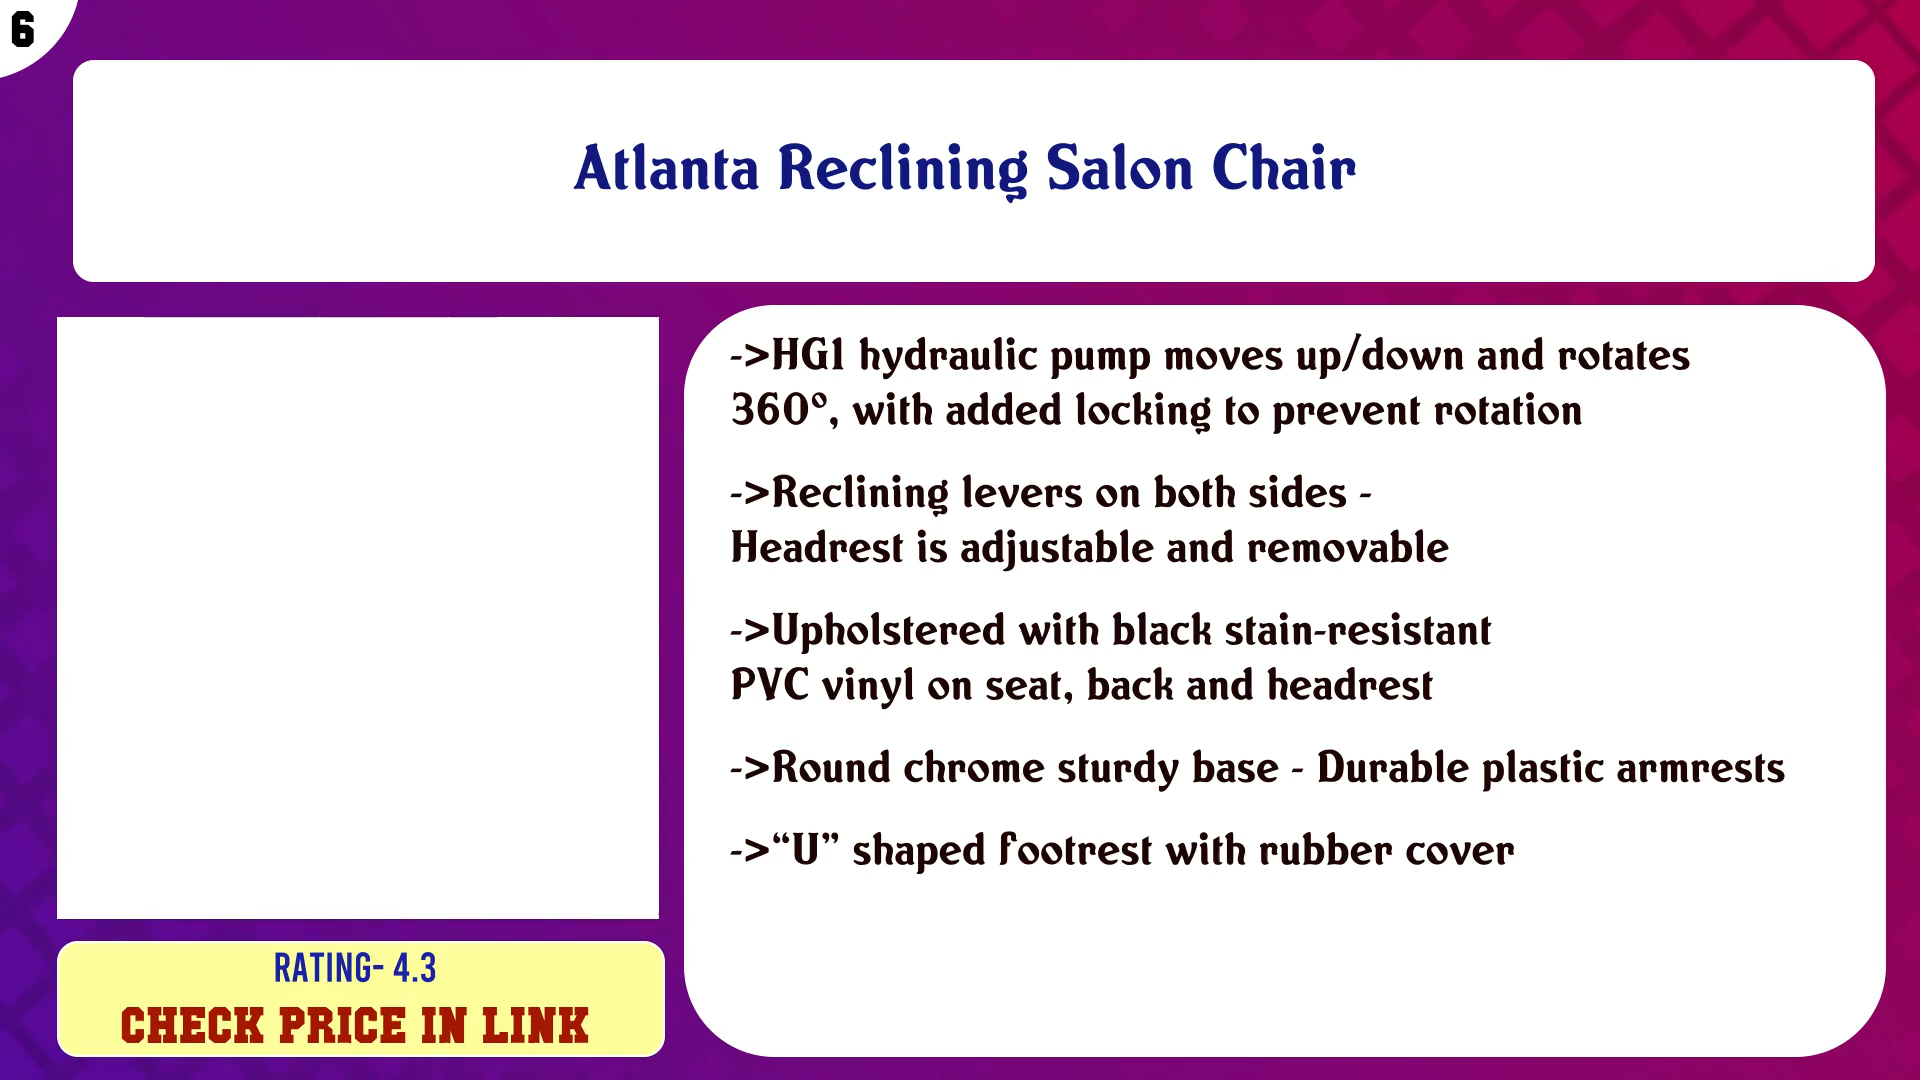 6
Atlanta Reclining Salon Chair
->HG1 hydraulic pump moves up/down and rotates
360º, with added locking to prevent rotation
->Reclining levers on both sides -
Headrest is adjustable and removable
->Upholstered with black stain-resistant
PVC vinyl on seat, back and headrest
->Round chrome sturdy base - Durable plastic armrests
->“U” shaped footrest with rubber cover
RATING- 4.3
CHECK PRICE IN LINK